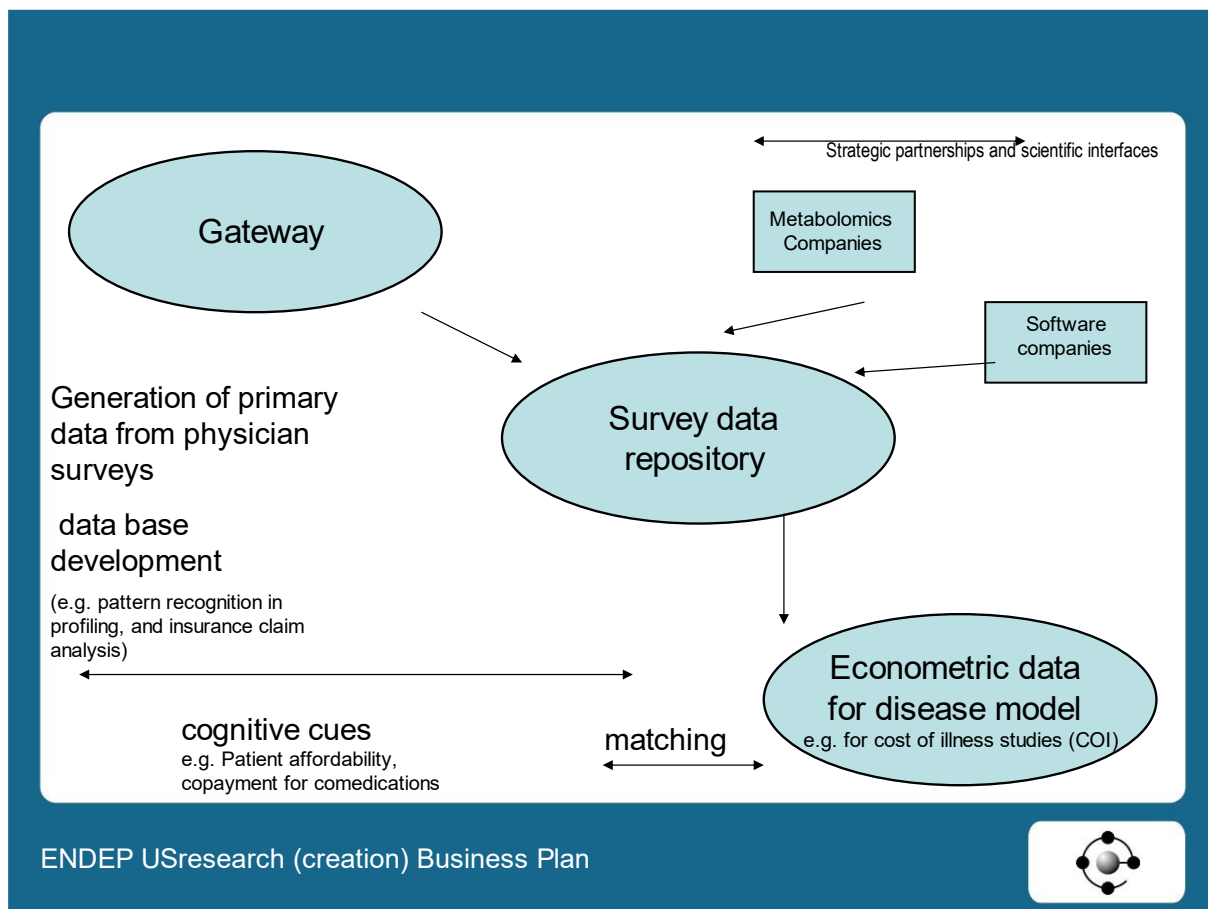 Strategic partnerships and scientific interfaces
Gateway
Metabolomics
Companies
Software
companies
Generation of primary
data from physician
surveys
Survey data
repository
data base
development
(e.g. pattern recognition in
profiling, and insurance claim
analysis)
Econometric data
for disease model
e.g. for cost of illness studies (COI)
cognitive cues
e.g. Patient affordability,
copayment for comedications
matching
ENDEP USresearch (creation) Business Plan